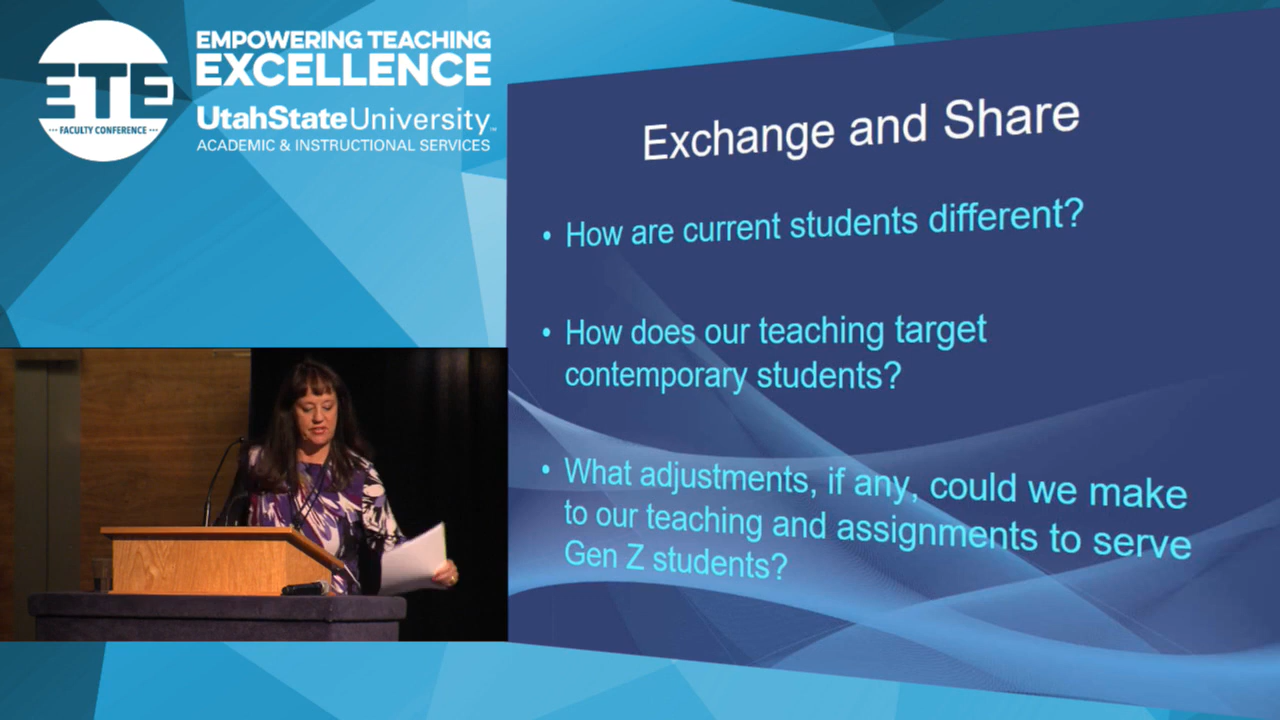 ETE
••• FACULTY CONFERENCE •••
EMPOWERING TEACHING
EXCELLENCE
UtahStateUniversity™
ACADEMIC & INSTRUCTIONAL SERVICES
Exchange and Share
• How are current students different?
• How does our teaching target
contemporary students?
• What adjustments, if any, could we make
to our teaching and assignments to serve
Gen Z students?